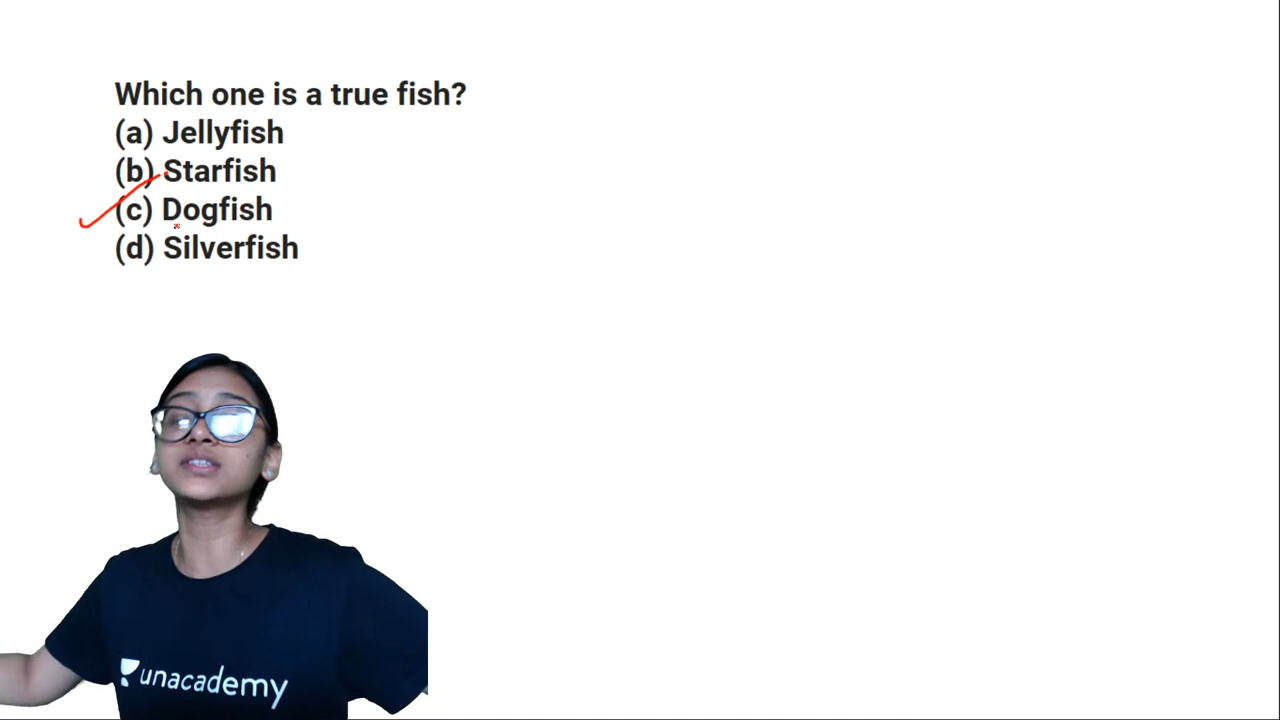 Which one is a true fish?
(a) Jellyfish
(b) Starfish
(c) Dogfish
(d) Silverfish
unacademy